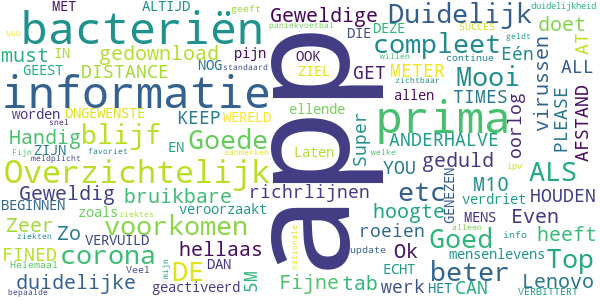 MET ALTIJD geeft paniekvoetbal DIE DEZE SUCCES duidelijkheid
bacteriën Geweldige Duidelijk doet
must IN gedownload pijn OOK compleet Eén geldt AT
GEEST DISTANCE NOG standaard ZIEL GET METER Mooi willen continue virussen ALL
informatie allen zichtbaar TIMES PLEASE
worden ONGEWENSTE KEEP WERELD ellende prima oorlog AFSTAND
Handig snel blijf Goede Super ANDERHALVE
Fijn ZIJN meldplicht favoriet EN Laten aanmerken YOU geduld welke ipv
Overzichtelijk app GENEZEN ALS
Geweldig bruikbare richtlijnen etc M10 HOUDEN
BEGINNEN zoals ziektes veroorzaakt hoogte MENS verdriet Even
Zeer Zo voorkomen roeien Goed alleen info heeft
ziekten VERVUILD hellaas nationale Ok update mensenlevens Top
Helemaal FINED corona DE DAN 5M mijn Fijne tab ECHT beter Lenovo
duidelijke Veel geactiveerd werk HET CAN VERBITTERT
bepaalde